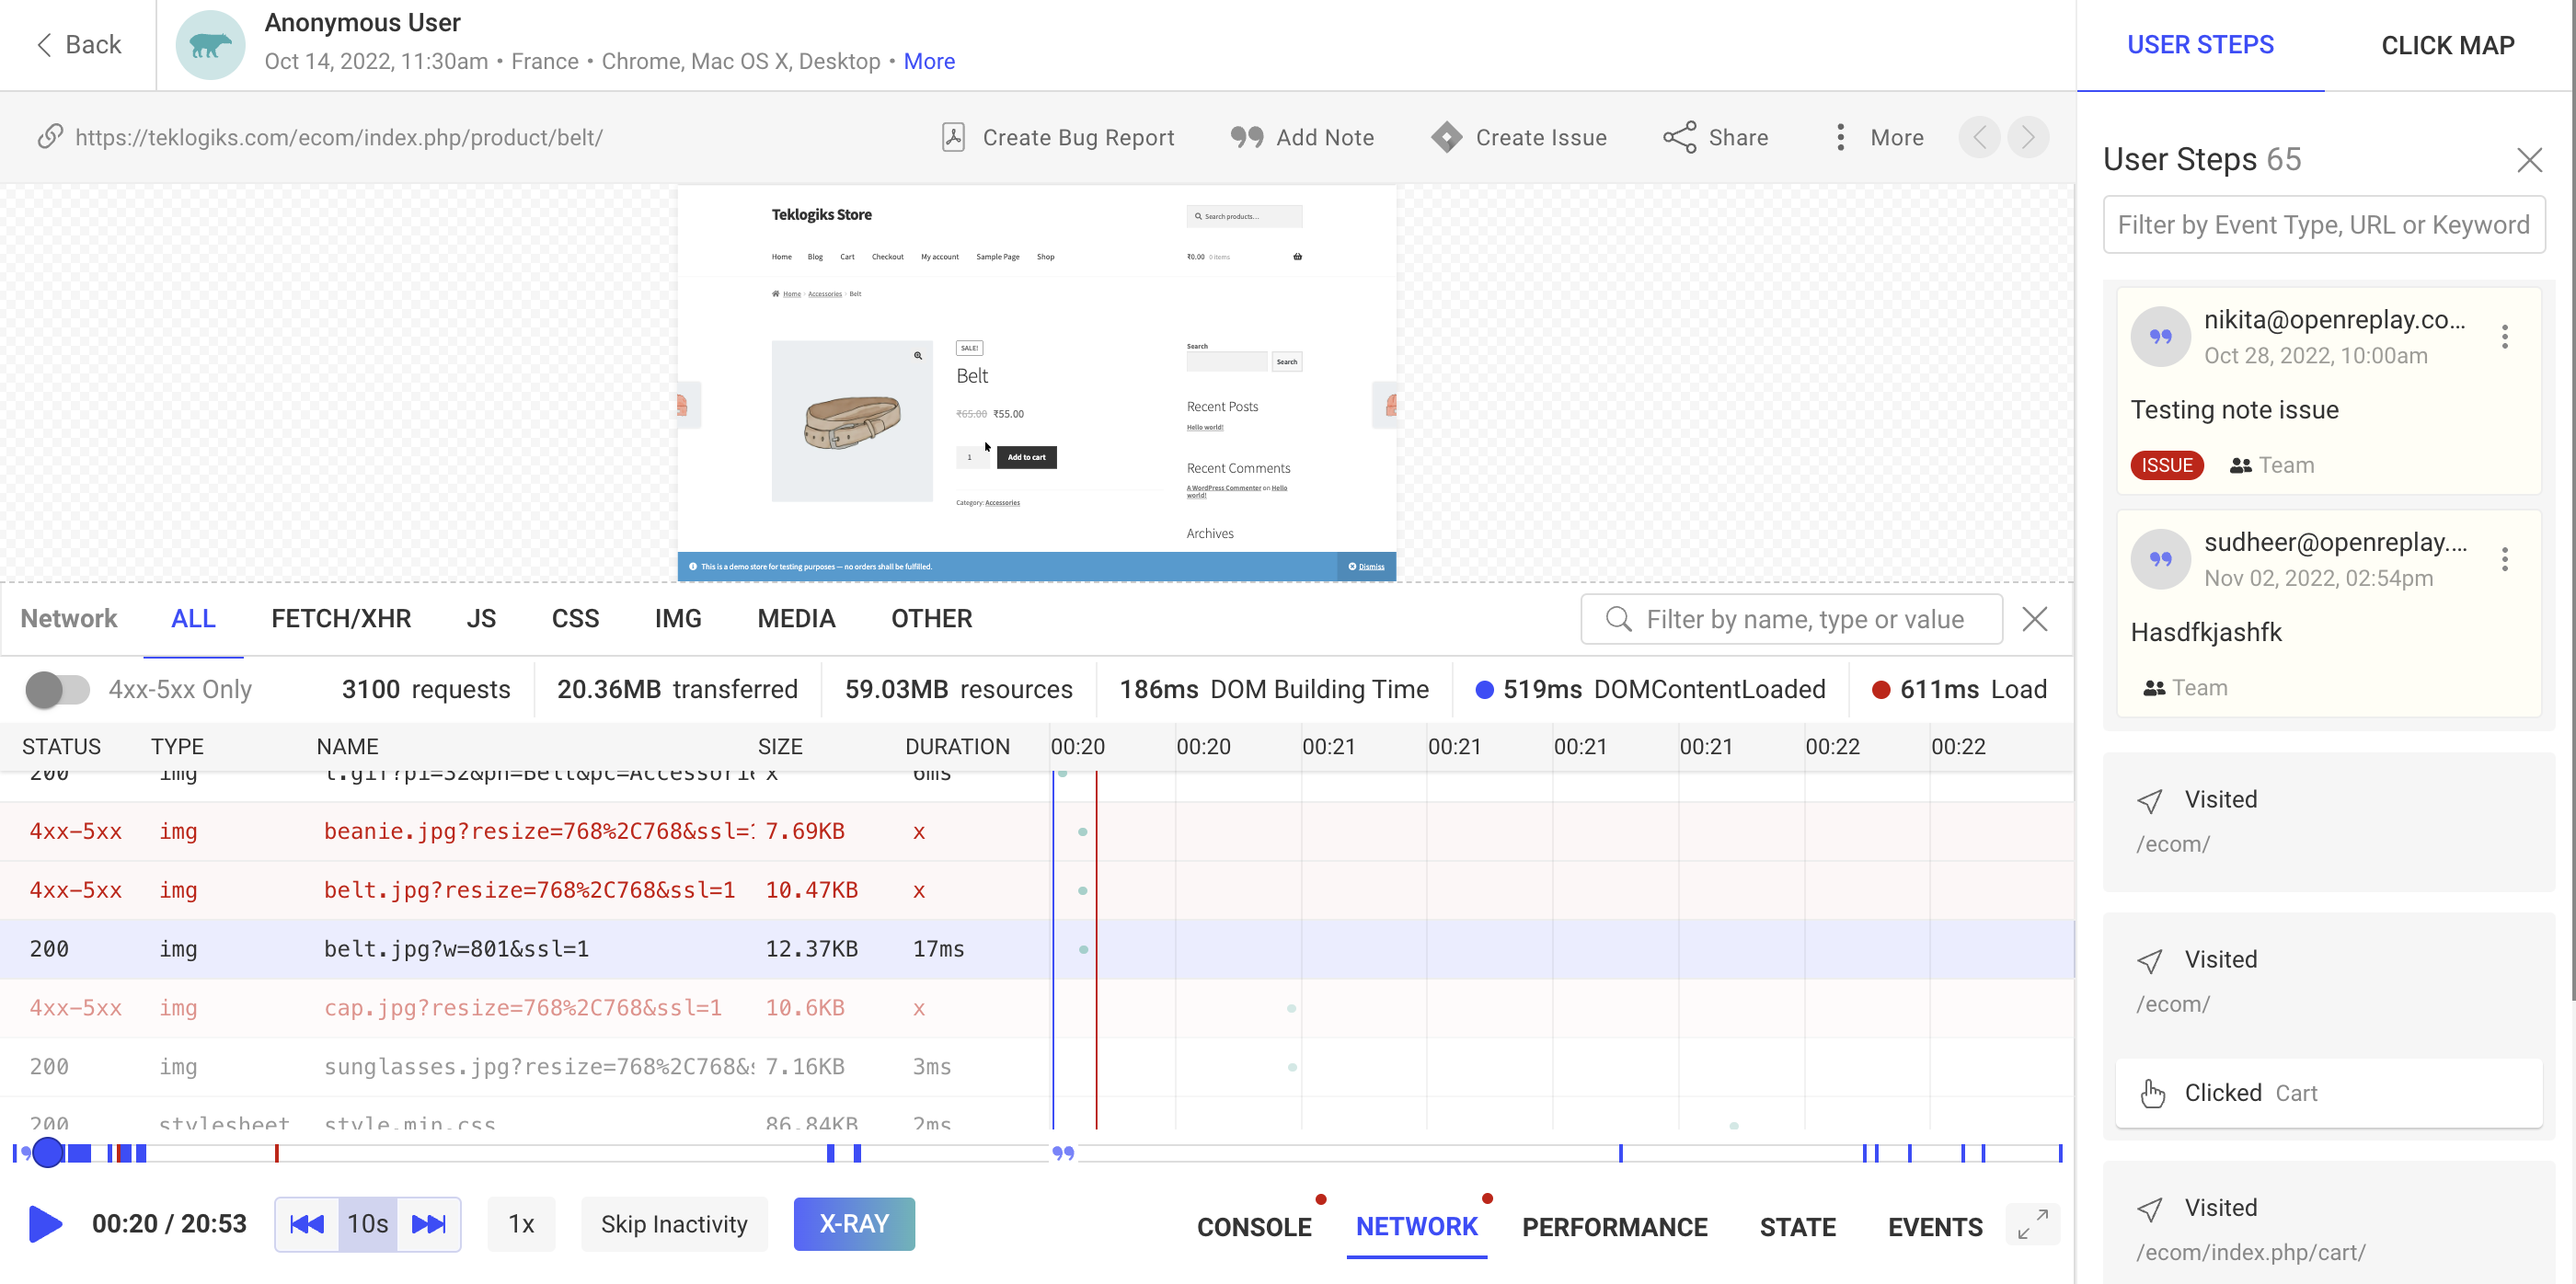 Back
Anonymous User
Oct 14, 2022, 11:30am • France • Chrome, Mac OS X, Desktop • More
USER STEPS
CLICK MAP
https://teklogiks.com/ecom/index.php/product/belt/
Create Bug Report
Add Note
Create Issue
Share
More
Teklogiks Store
Search products...
Home Blog Cart Checkout My account Sample Page Shop
₹0.00 0 items
Home › Accessories › Belt
SALE!
Belt
₹65.00 ₹55.00
1
Add to cart
Category: Accessories
Search
Search
Recent Posts
Hello world!
Recent Comments
A WordPress Commenter on Hello
world!
Archives
This is a demo store for testing purposes — no orders shall be fulfilled.
Dismiss
Network ALL FETCH/XHR JS CSS IMG MEDIA OTHER
Filter by name, type or value
4xx-5xx Only
3100 requests
20.36MB transferred
59.03MB resources
186ms DOM Building Time
519ms DOMContentLoaded
611ms Load
STATUS TYPE NAME SIZE DURATION 00:20 00:20 00:21 00:21 00:21 00:21 00:22 00:22
200 img t.gif?pi=32&ph=Belt&pc=Accessorie x 6ms
4xx-5xx img beanie.jpg?resize=768%2C768&ssl=1 7.69KB x
4xx-5xx img belt.jpg?resize=768%2C768&ssl=1 10.47KB x
200 img belt.jpg?w=801&ssl=1 12.37KB 17ms
4xx-5xx img cap.jpg?resize=768%2C768&ssl=1 10.6KB x
200 img sunglasses.jpg?resize=768%2C768&s 7.16KB 3ms
200 stylesheet style.min.css 86.84KB 2ms
00:20 / 20:53
10s
1x
Skip Inactivity
X-RAY
CONSOLE
NETWORK
PERFORMANCE
STATE
EVENTS
User Steps 65
Filter by Event Type, URL or Keyword
nikita@openreplay.co...
Oct 28, 2022, 10:00am
Testing note issue
ISSUE Team
sudheer@openreplay....
Nov 02, 2022, 02:54pm
Hasdfkjashfk
Team
Visited
/ecom/
Visited
/ecom/
Clicked Cart
Visited
/ecom/index.php/cart/